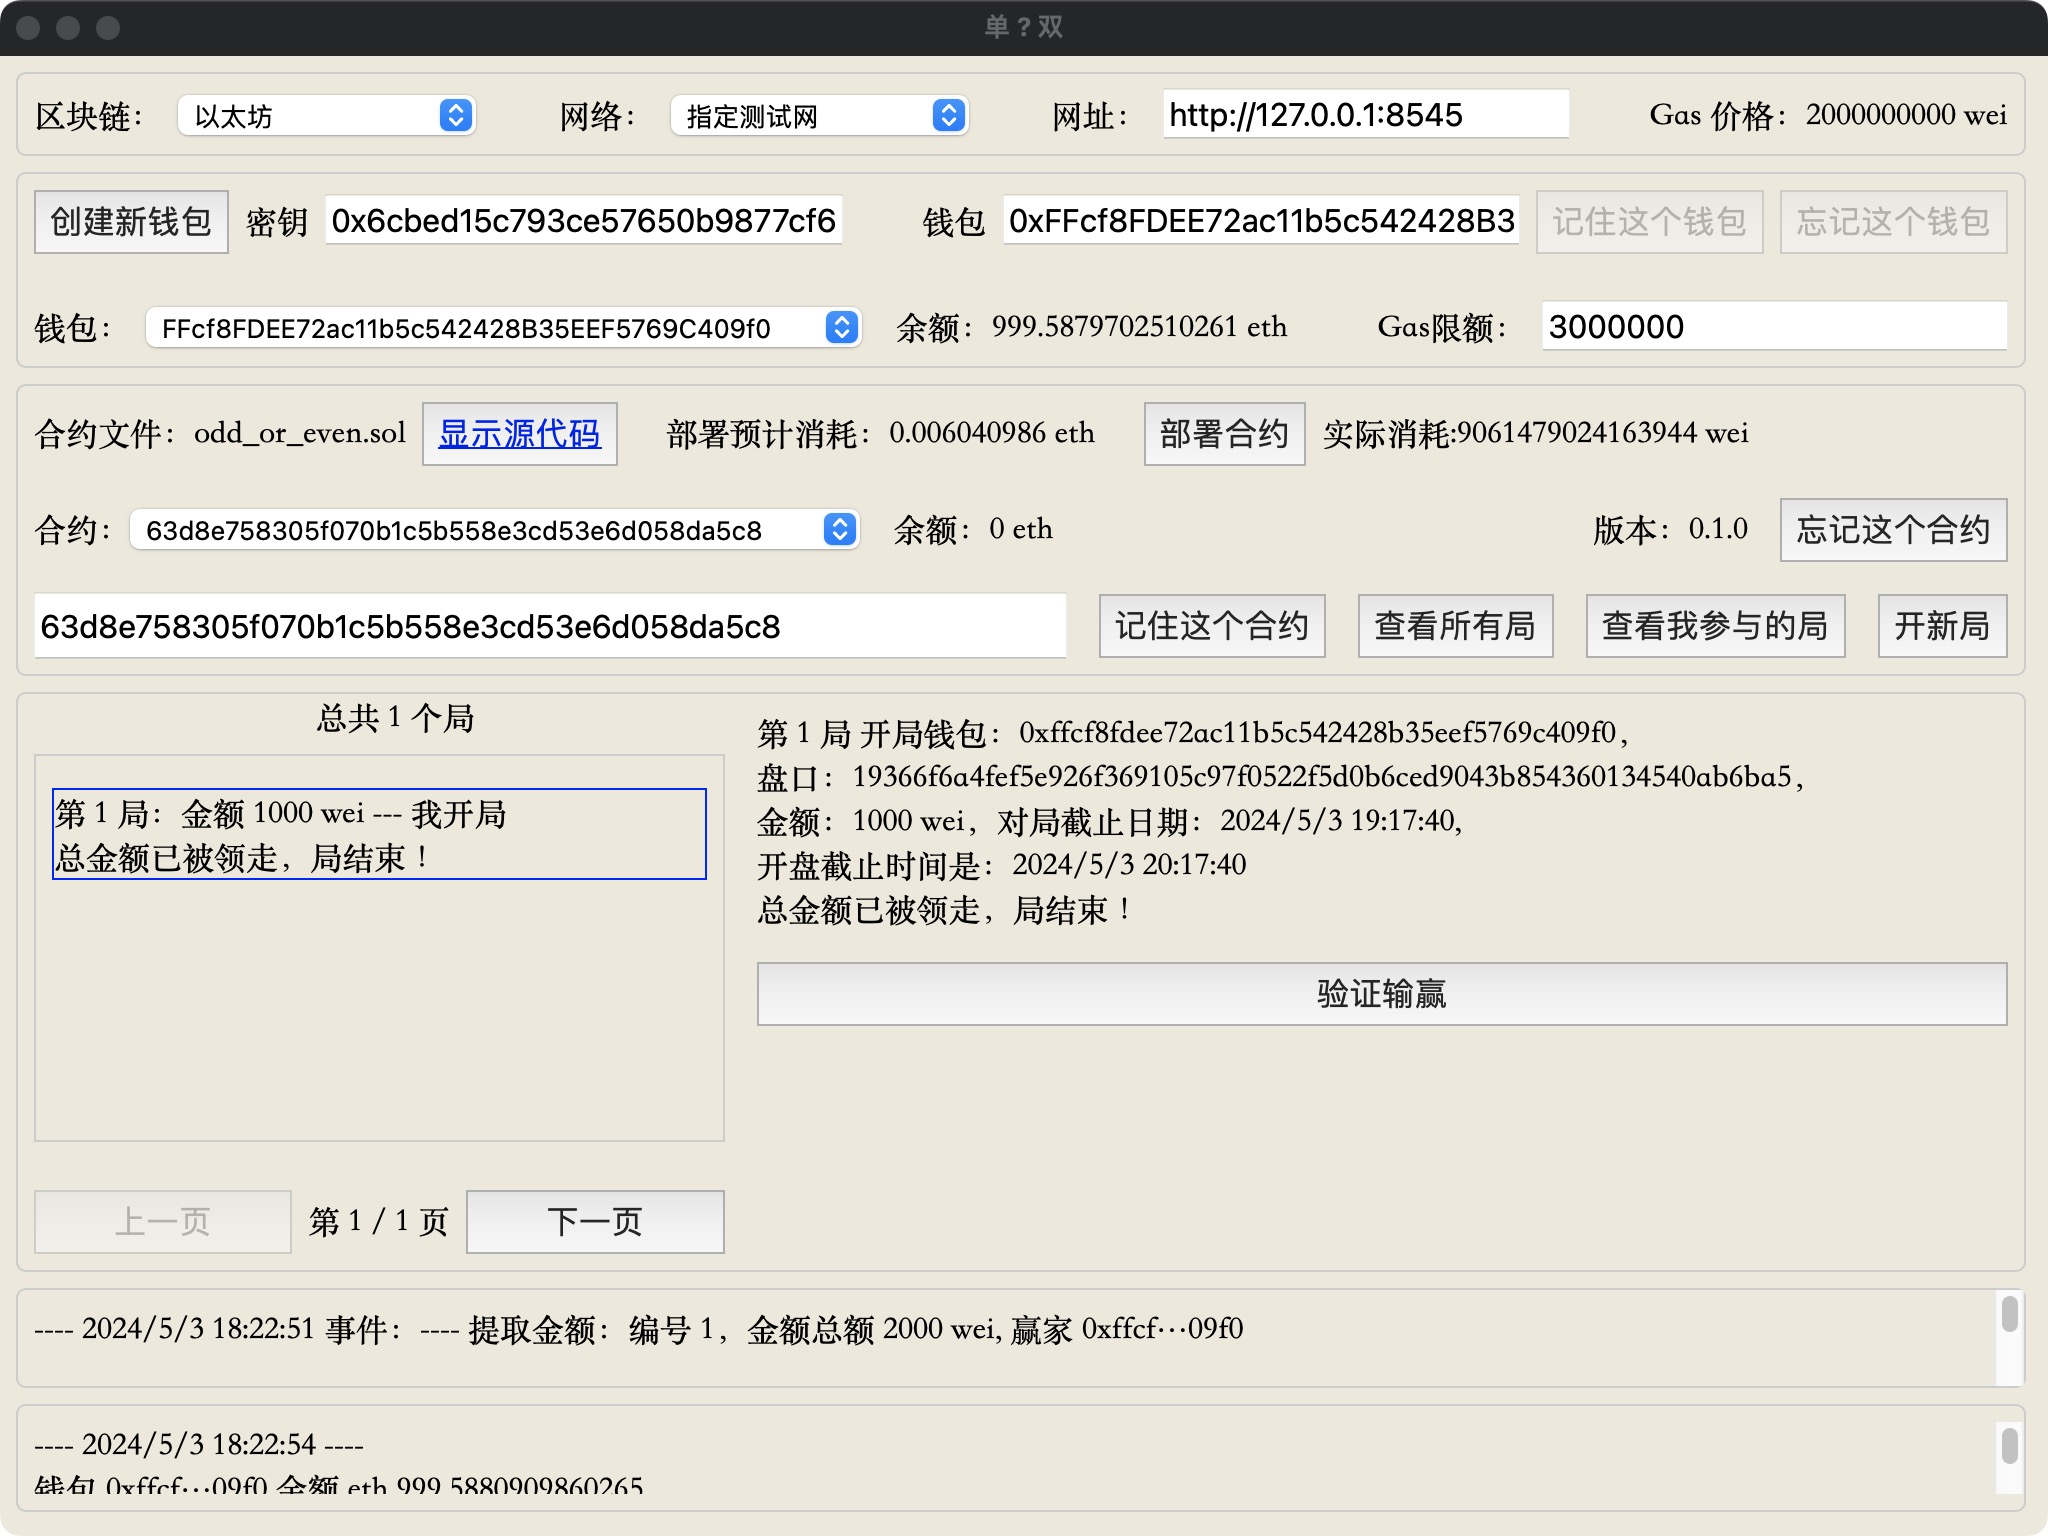 单？双
区块链： 以太坊 网络： 指定测试网 网址： http://127.0.0.1:8545 Gas 价格： 2000000000 wei
创建新钱包 密钥 0x6cbed15c793ce57650b9877cf6 钱包 0xFFcf8FDEE72ac11b5c542428B3 记住这个钱包 忘记这个钱包
钱包： FFcf8FDEE72ac11b5c542428B35EEF5769C409f0 余额： 999.5879702510261 eth Gas限额： 3000000
合约文件： odd_or_even.sol 显示源代码 部署预计消耗： 0.006040986 eth 部署合约 实际消耗:9061479024163944 wei
合约： 63d8e758305f070b1c5b558e3cd53e6d058da5c8 余额： 0 eth 版本： 0.1.0 忘记这个合约
63d8e758305f070b1c5b558e3cd53e6d058da5c8 记住这个合约 查看所有局 查看我参与的局 开新局
总共 1 个局
第 1 局：金额 1000 wei --- 我开局
总金额已被领走，局结束！
上一页 第 1 / 1 页 下一页
第 1 局 开局钱包：0xffcf8fdee72ac11b5c542428b35eef5769c409f0，
盘口：19366f6a4fef5e926f369105c97f0522f5d0b6ced9043b854360134540ab6ba5，
金额：1000 wei，对局截止日期：2024/5/3 19:17:40,
开盘截止时间是：2024/5/3 20:17:40
总金额已被领走，局结束！
验证输赢
---- 2024/5/3 18:22:51 事件：---- 提取金额：编号 1，金额总额 2000 wei, 赢家 0xffcf···09f0
---- 2024/5/3 18:22:54 ----
钱包 0xffcf···09f0 余额 eth 999.5880909860265